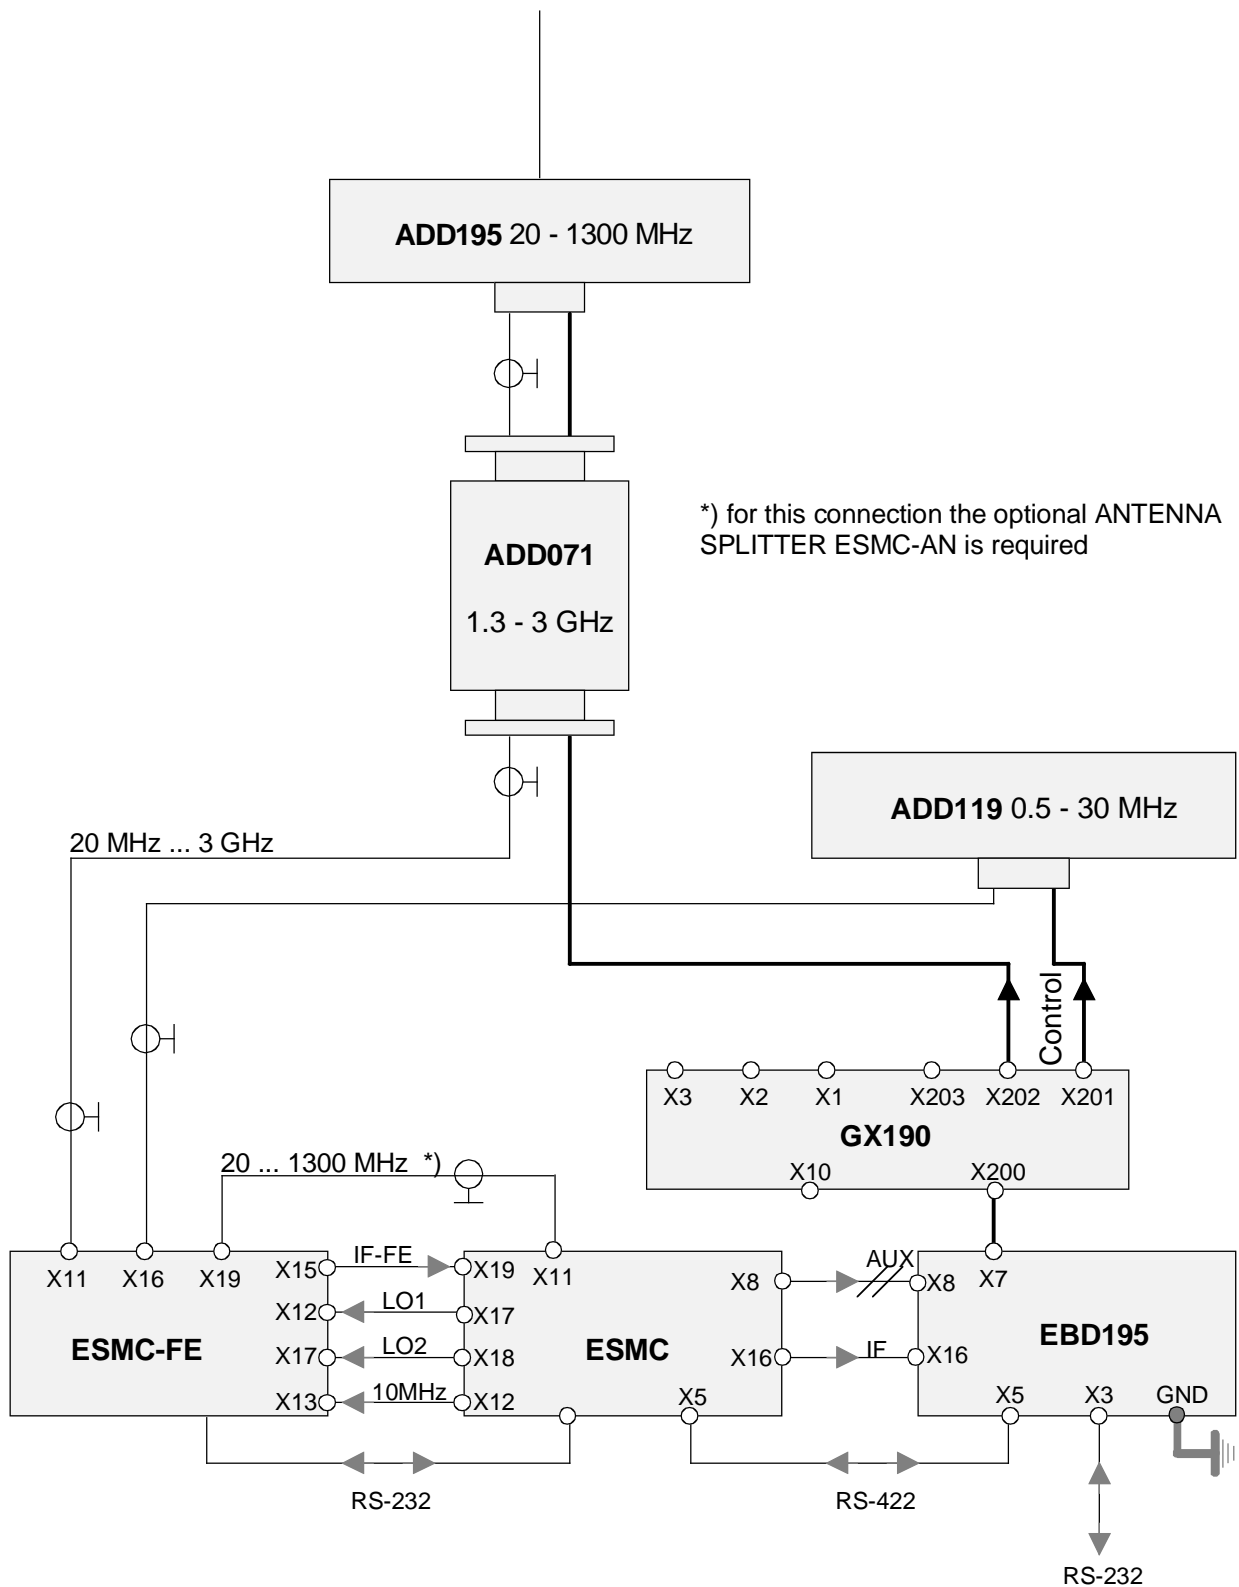 ADD195 20 - 1300 MHz
*) for this connection the optional ANTENNA
SPLITTER ESMC-AN is required
ADD071
1.3 - 3 GHz
ADD119 0.5 - 30 MHz
20 MHz ... 3 GHz
Control
X3 X2 X1 X203 X202 X201
GX190
X10 X200
20 ... 1300 MHz *)
X11 X16 X19 X15 IF-FE X19 X11 X8 AUX X8 X7
X12 LO1 X17
ESMC-FE ESMC EBD195
X17 LO2 X18 X16 IF X16
X13 10MHz X12 X5 X5 X3 GND
RS-232 RS-422
RS-232